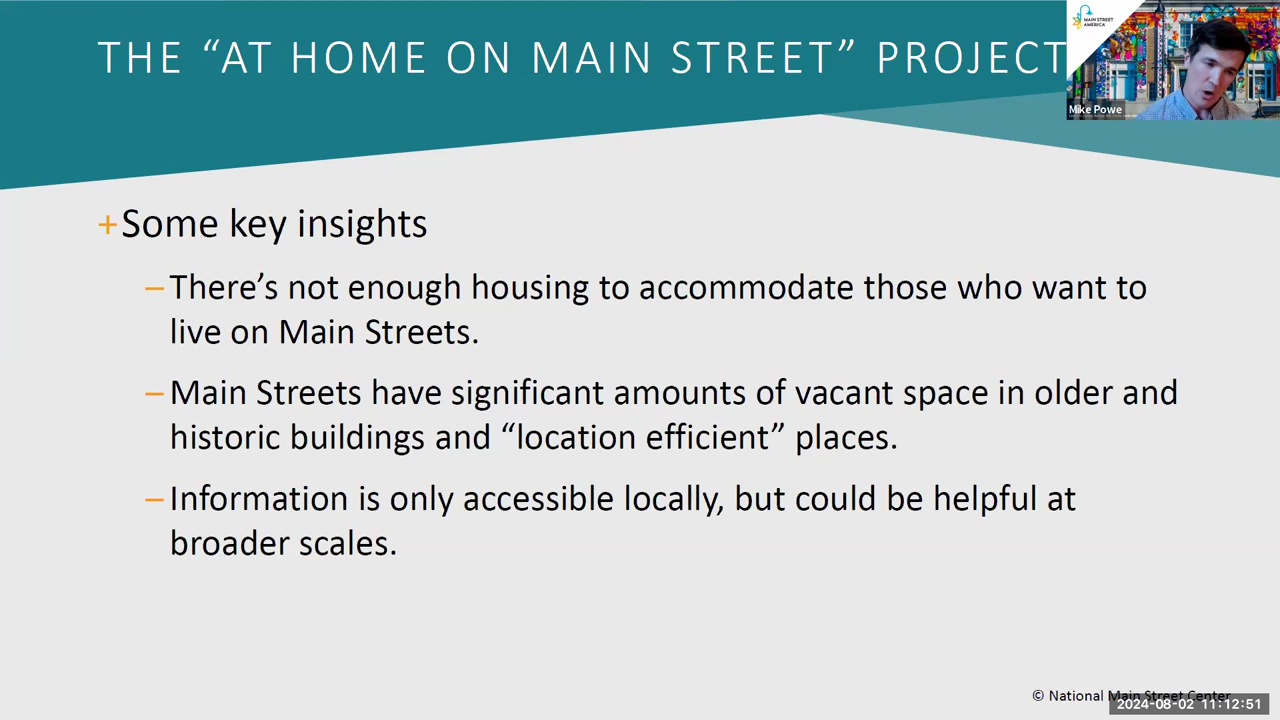 THE “AT HOME ON MAIN STREET” PROJECT
MAIN STREET
AMERICA
Mike Powe
+Some key insights
–There’s not enough housing to accommodate those who want to
live on Main Streets.
–Main Streets have significant amounts of vacant space in older and
historic buildings and “location efficient” places.
–Information is only accessible locally, but could be helpful at
broader scales.
© National Main Street Center
2024-08-02 11:12:51